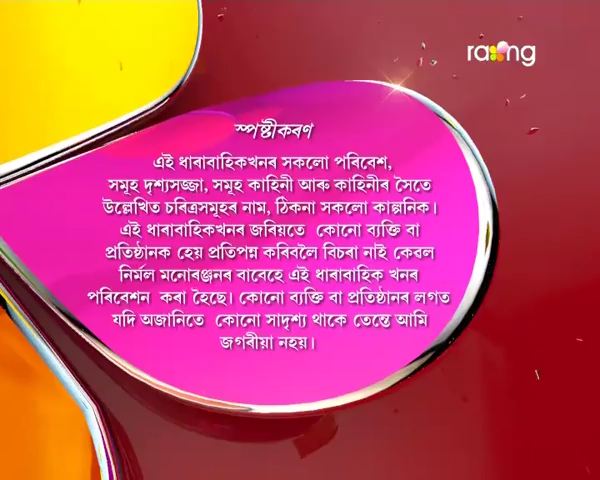 raang
স্পষ্টীকৰণ
এই ধাৰাবাহিকখনৰ সকলো পৰিবেশ,
সমূহ দৃশ্যসজ্জা, সমূহ কাহিনী আৰু কাহিনীৰ সৈতে
উল্লেখিত চৰিত্ৰসমূহৰ নাম, ঠিকনা সকলো কাল্পনিক।
এই ধাৰাবাহিকখনৰ জৰিয়তে কোনো ব্যক্তি বা
প্ৰতিষ্ঠানক হেয় প্ৰতিপন্ন কৰিবলৈ বিচৰা নাই কেৱল
নিৰ্মল মনোৰঞ্জনৰ বাবেহে এই ধাৰাবাহিক খনৰ
পৰিবেশন কৰা হৈছে। কোনো ব্যক্তি বা প্ৰতিষ্ঠানৰ লগত
যদি অজানিতে কোনো সাদৃশ্য থাকে তেন্তে আমি
জগৰীয়া নহয়।